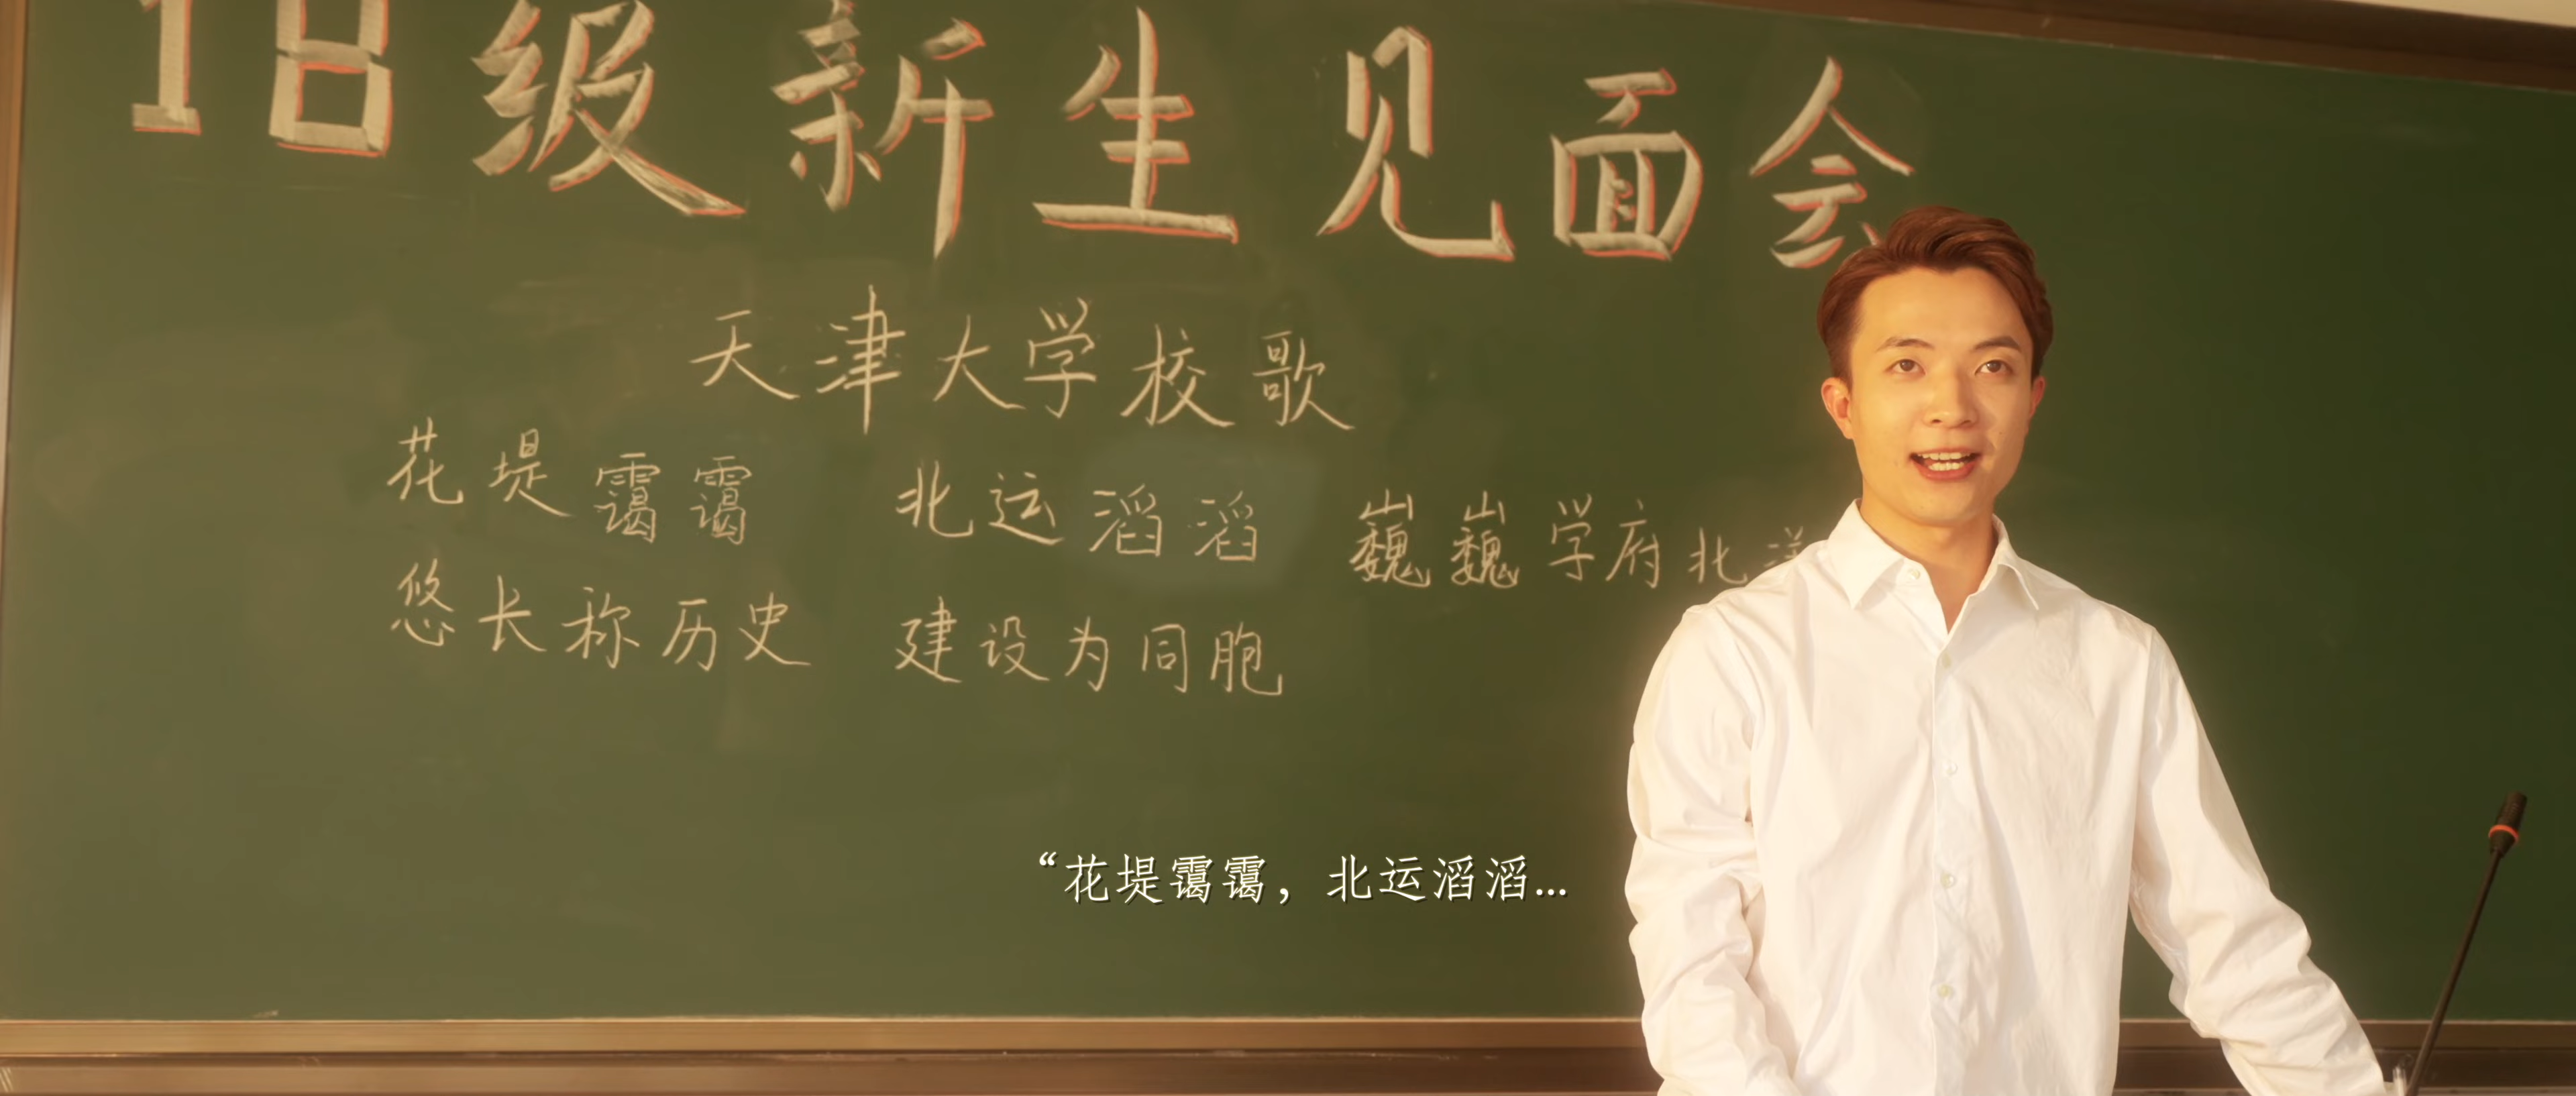 18级新生见面会
天津大学校歌
花堤霭霭 北运滔滔 巍巍学府北洋
悠长称历史 建设为同胞
“花堤霭霭，北运滔滔...